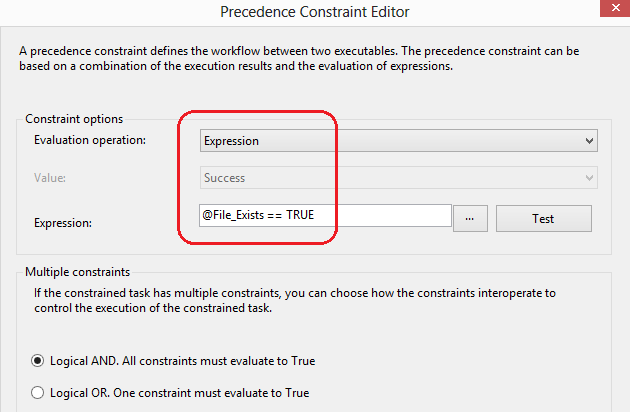 Precedence Constraint Editor
x
A precedence constraint defines the workflow between two executables. The precedence constraint can be
based on a combination of the execution results and the evaluation of expressions.
Constraint options
Evaluation operation:
Expression
Value:
Success
Expression:
@File_Exists == TRUE
...
Test
Multiple constraints
If the constrained task has multiple constraints, you can choose how the constraints interoperate to
control the execution of the constrained task.
Logical AND. All constraints must evaluate to True
Logical OR. One constraint must evaluate to True